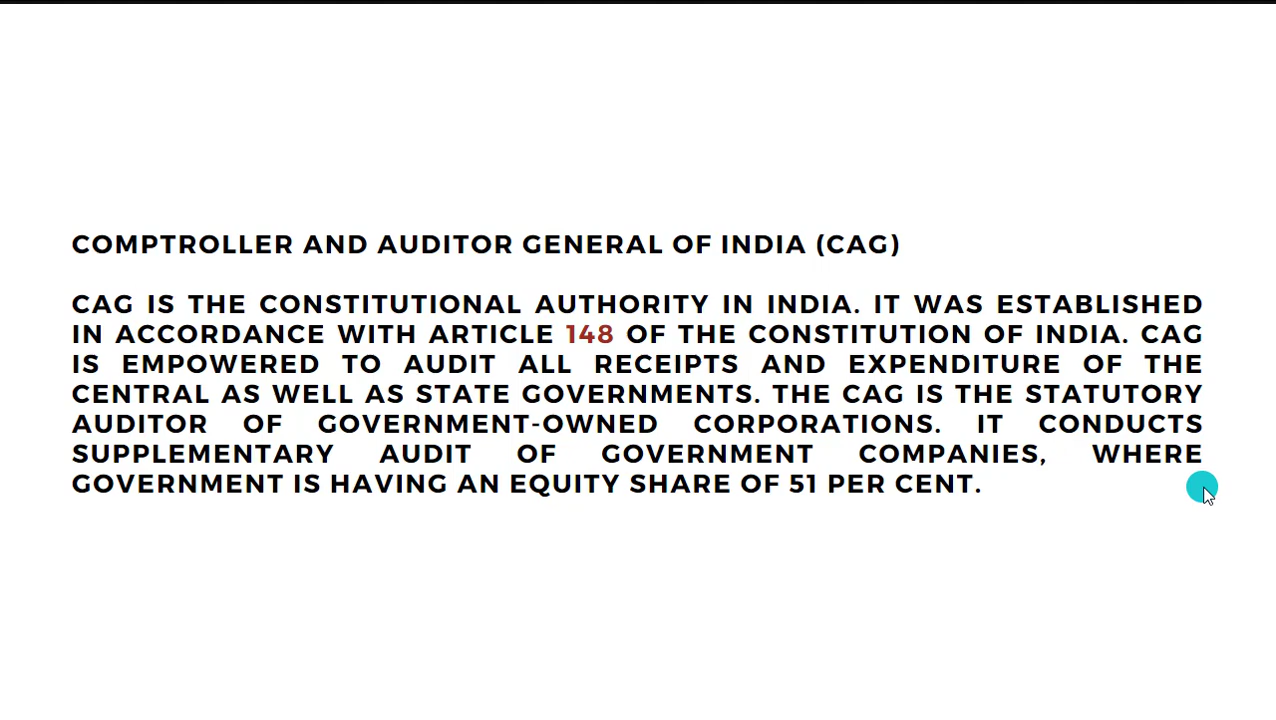 COMPTROLLER AND AUDITOR GENERAL OF INDIA (CAG)
CAG IS THE CONSTITUTIONAL AUTHORITY IN INDIA. IT WAS ESTABLISHED
IN ACCORDANCE WITH ARTICLE 148 OF THE CONSTITUTION OF INDIA. CAG
IS EMPOWERED TO AUDIT ALL RECEIPTS AND EXPENDITURE OF THE
CENTRAL AS WELL AS STATE GOVERNMENTS. THE CAG IS THE STATUTORY
AUDITOR OF GOVERNMENT-OWNED CORPORATIONS. IT CONDUCTS
SUPPLEMENTARY AUDIT OF GOVERNMENT COMPANIES, WHERE
GOVERNMENT IS HAVING AN EQUITY SHARE OF 51 PER CENT.